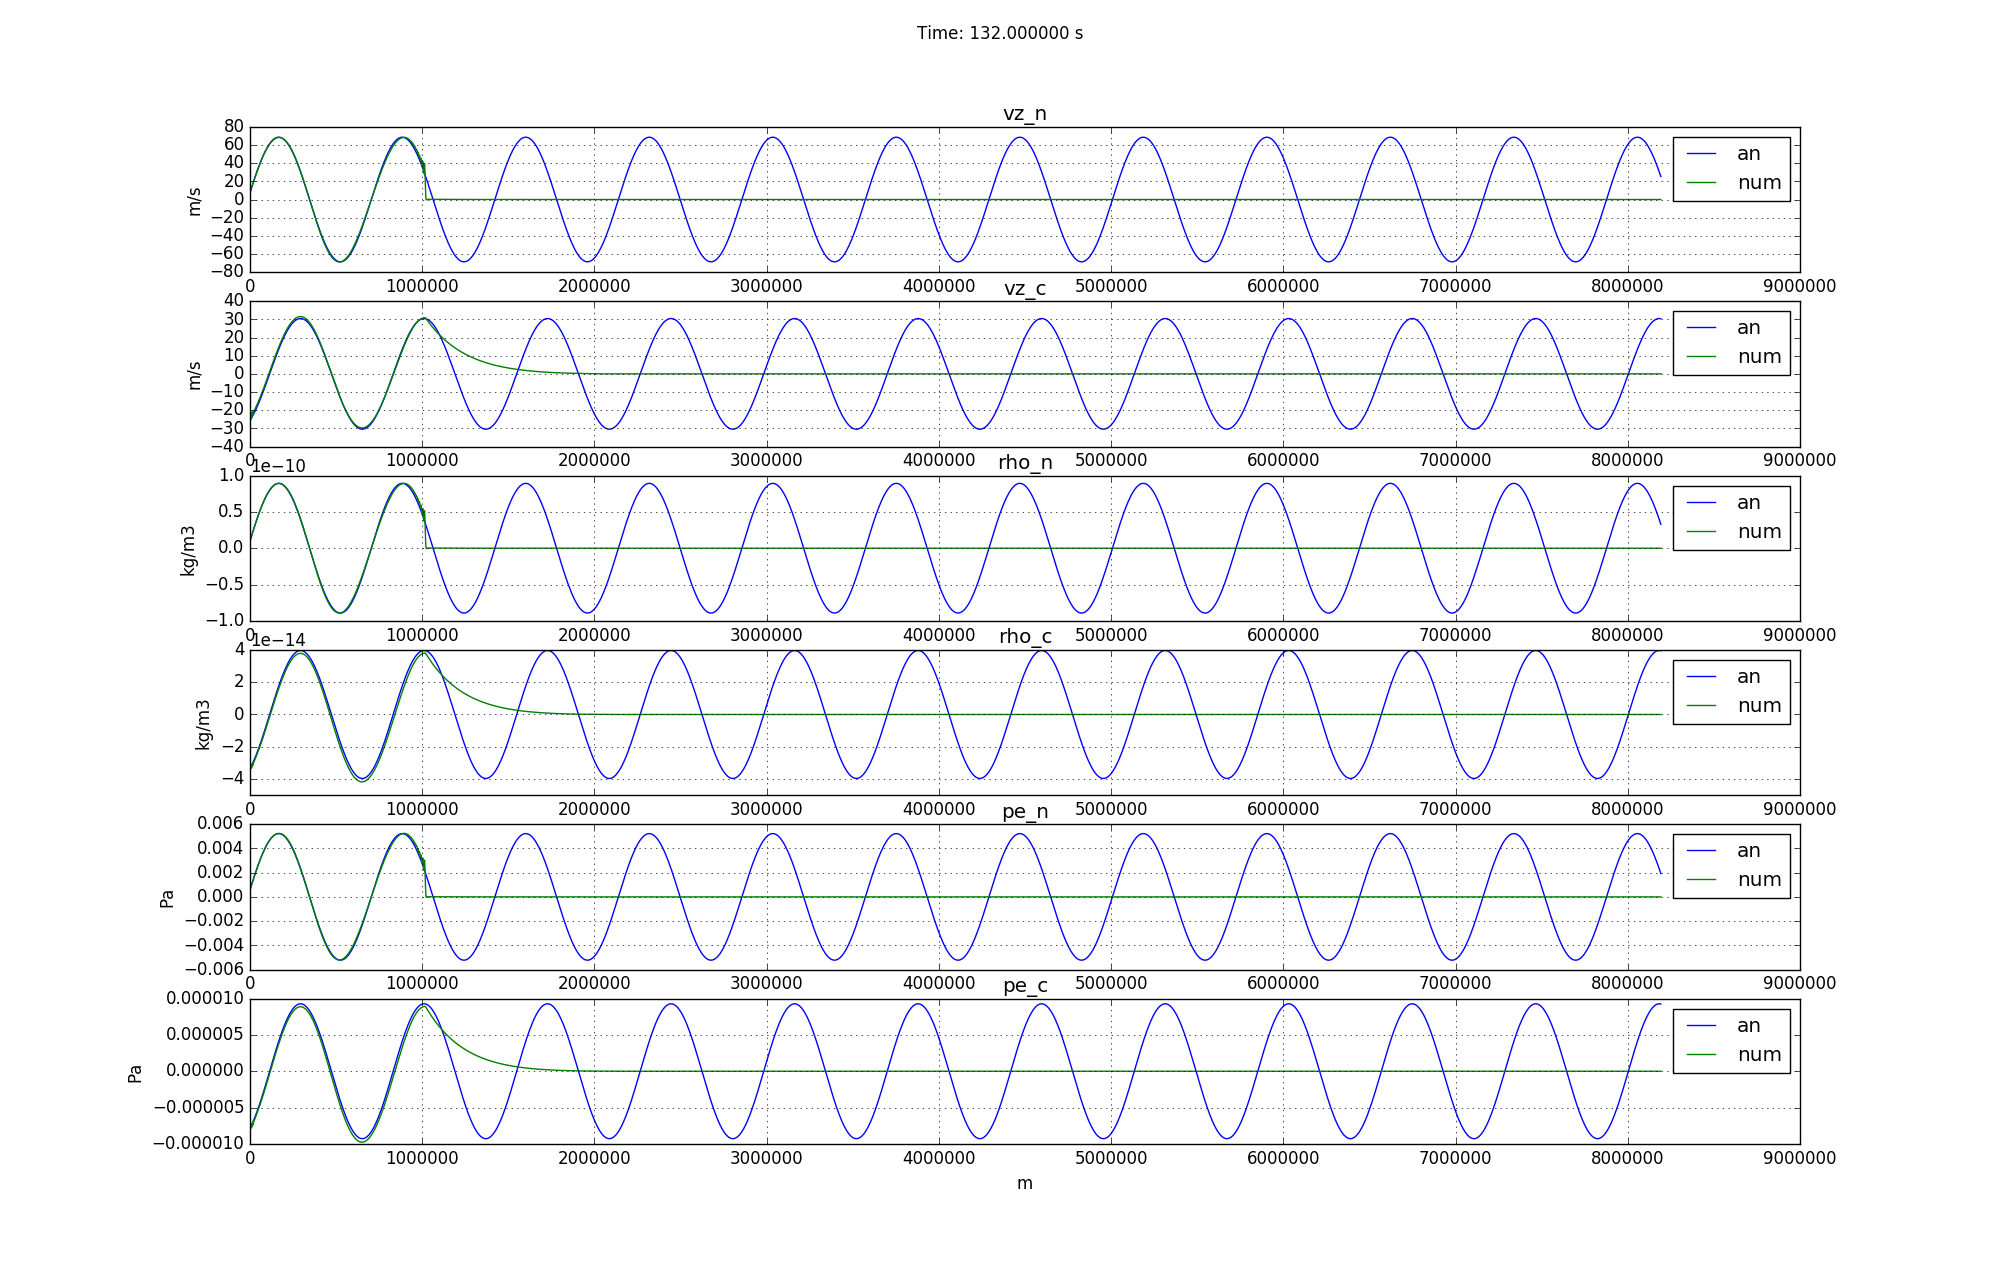 Time: 132.000000 s
vz_n
80
60
40
20
0
−20
−40
−60
−80
m/s
an
num
0 1000000 2000000 3000000 4000000 5000000 6000000 7000000 8000000 9000000
vz_c
40
30
20
10
0
−10
−20
−30
−40
m/s
an
num
0 1000000 2000000 3000000 4000000 5000000 6000000 7000000 8000000 9000000
1e−10
rho_n
1.0
0.5
0.0
−0.5
−1.0
kg/m3
an
num
0 1000000 2000000 3000000 4000000 5000000 6000000 7000000 8000000 9000000
1e−14
rho_c
4
2
0
−2
−4
kg/m3
an
num
0 1000000 2000000 3000000 4000000 5000000 6000000 7000000 8000000 9000000
pe_n
0.006
0.004
0.002
0.000
−0.002
−0.004
−0.006
Pa
an
num
0 1000000 2000000 3000000 4000000 5000000 6000000 7000000 8000000 9000000
pe_c
0.000010
0.000005
0.000000
−0.000005
−0.000010
Pa
an
num
0 1000000 2000000 3000000 4000000 5000000 6000000 7000000 8000000 9000000
m